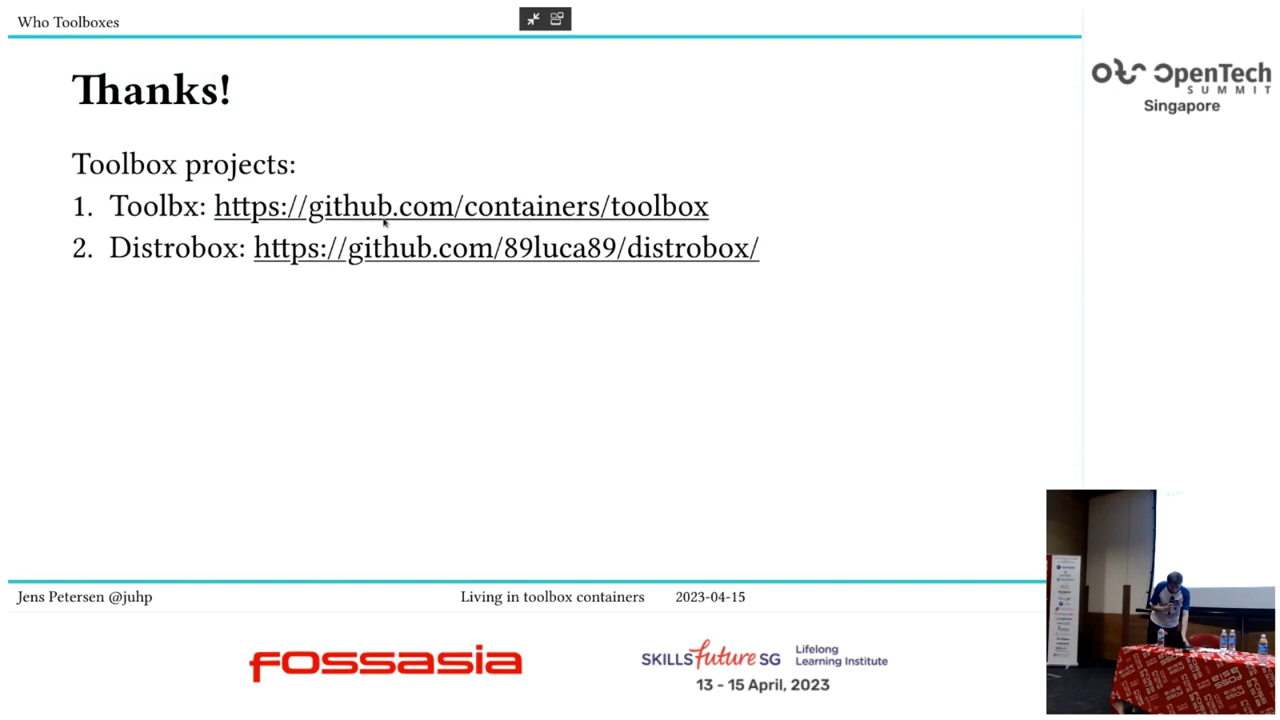 Who Toolboxes
Thanks!
Toolbox projects:
1. Toolbx: https://github.com/containers/toolbox
2. Distrobox: https://github.com/89luca89/distrobox/
OpenTech
SUMMIT
Singapore
Jens Petersen @juhp Living in toolbox containers 2023-04-15
FOSSASIA
SKILLSfuture SG
Lifelong
Learning Institute
13 - 15 April, 2023